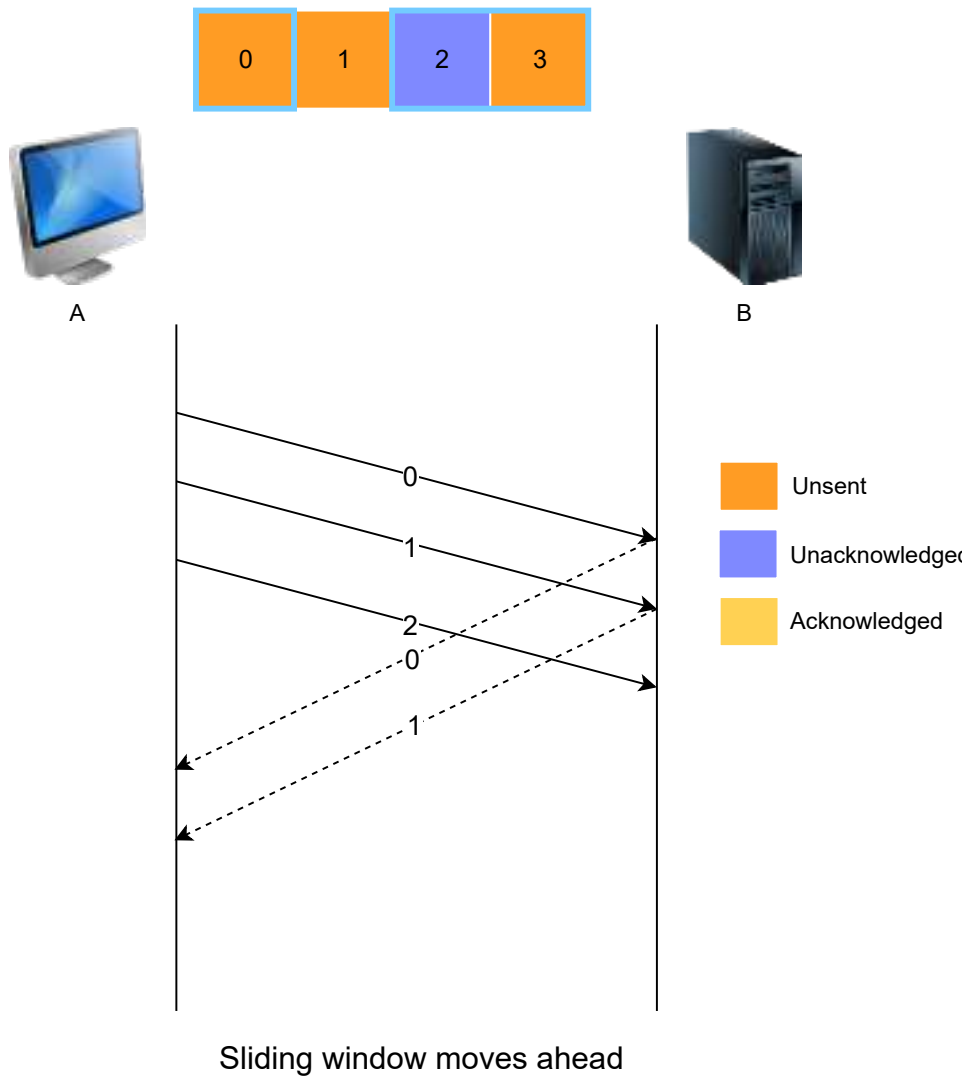 0 1 2 3
A
B
0
1
2
0
1
Unsent
Unacknowledged
Acknowledged
Sliding window moves ahead